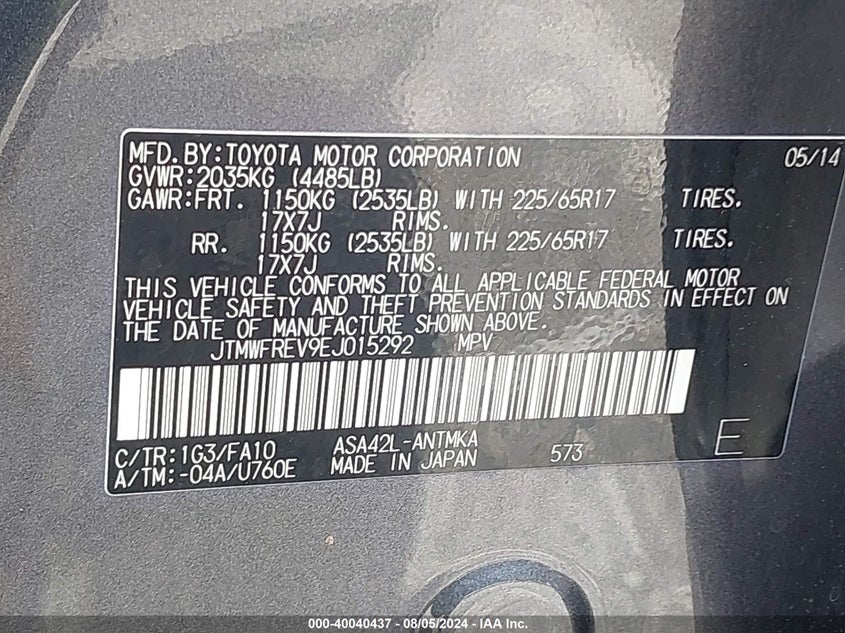 MFD.BY:TOYOTA MOTOR CORPORATION 05/14
GVWR:2035KG (4485LB)
GAWR:FRT. 1150KG (2535LB) WITH 225/65R17 TIRES.
17X7J RIMS.
RR. 1150KG (2535LB) WITH 225/65R17 TIRES.
17X7J RIMS.
THIS VEHICLE CONFORMS TO ALL APPLICABLE FEDERAL MOTOR
VEHICLE SAFETY AND THEFT PREVENTION STANDARDS IN EFFECT ON
THE DATE OF MANUFACTURE SHOWN ABOVE.
JTMWFREV9EJ015292 MPV
C/TR:1G3/FA10 ASA42L-ANTMKA 573 E
A/TM:-04A/U760E MADE IN JAPAN
000-40040437 - 08/05/2024 - IAA Inc.